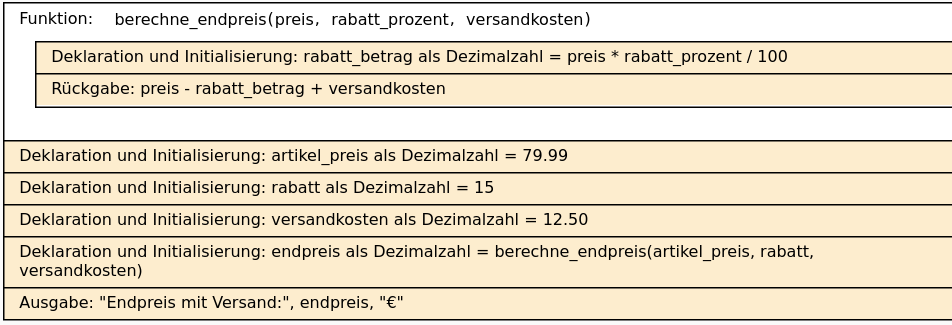 Funktion: berechne_endpreis(preis, rabatt_prozent, versandkosten)
Deklaration und Initialisierung: rabatt_betrag als Dezimalzahl = preis * rabatt_prozent / 100
Rückgabe: preis - rabatt_betrag + versandkosten
Deklaration und Initialisierung: artikel_preis als Dezimalzahl = 79.99
Deklaration und Initialisierung: rabatt als Dezimalzahl = 15
Deklaration und Initialisierung: versandkosten als Dezimalzahl = 12.50
Deklaration und Initialisierung: endpreis als Dezimalzahl = berechne_endpreis(artikel_preis, rabatt,
versandkosten)
Ausgabe: "Endpreis mit Versand:", endpreis, "€"